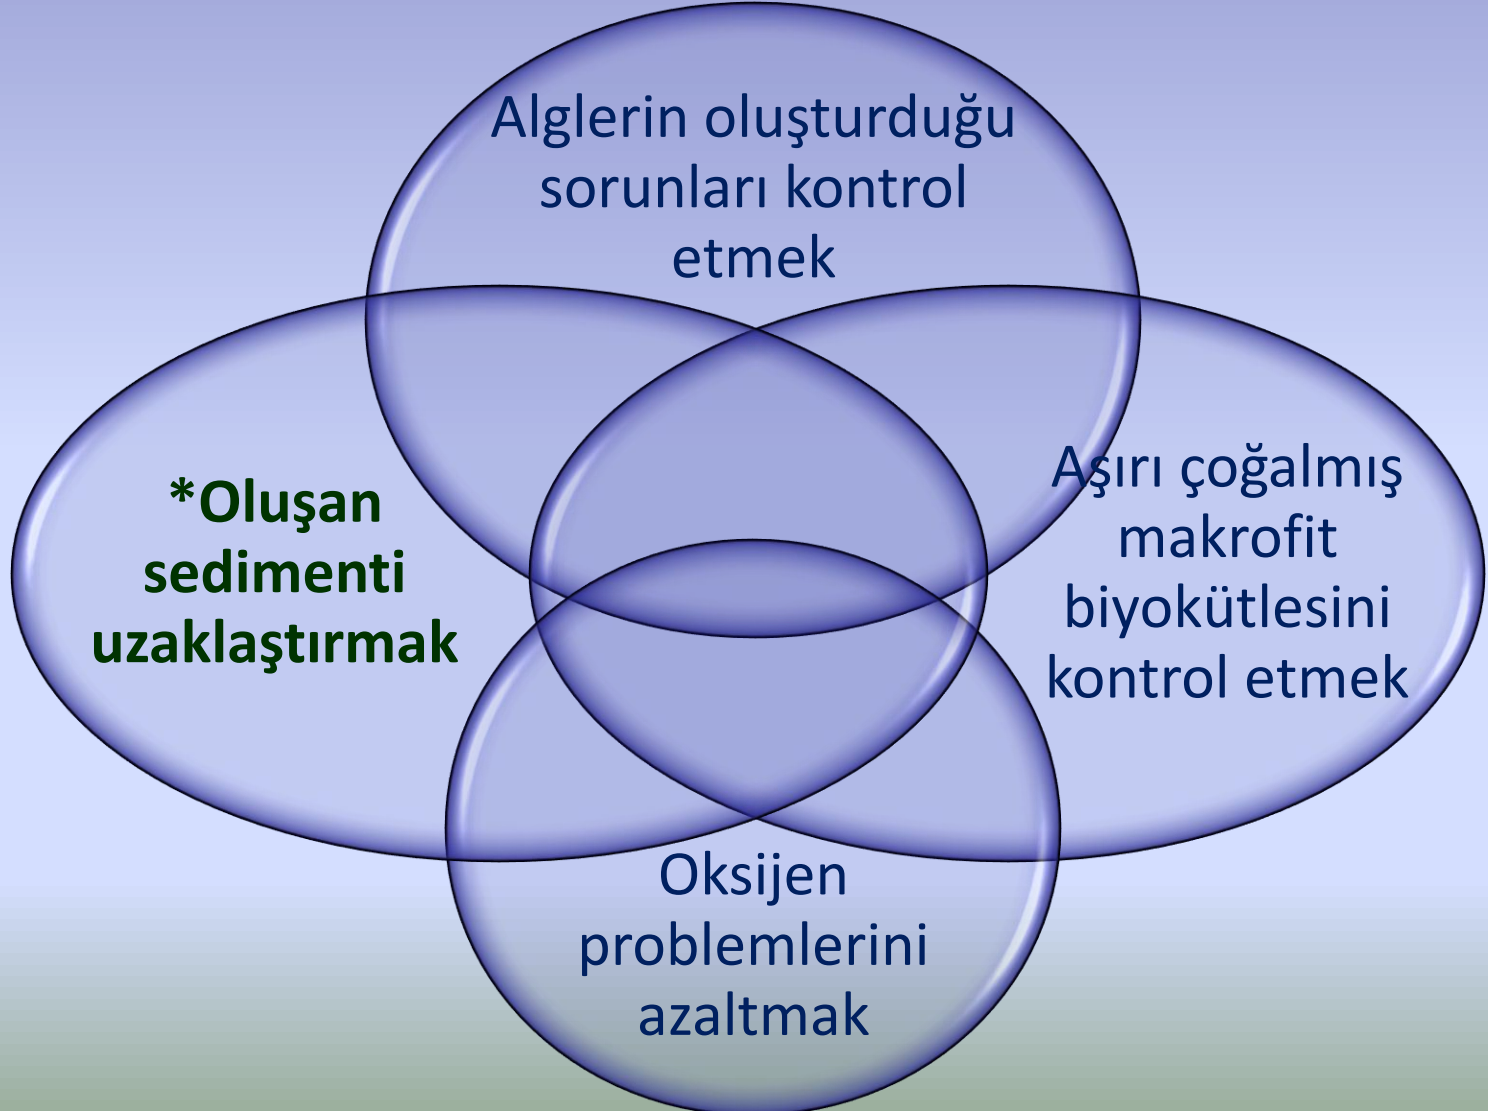 Alglerin oluşturduğu
sorunları kontrol
etmek
*Oluşan
sedimenti
uzaklaştırmak
Aşırı çoğalmış
makrofit
biyokütlesini
kontrol etmek
Oksijen
problemlerini
azaltmak